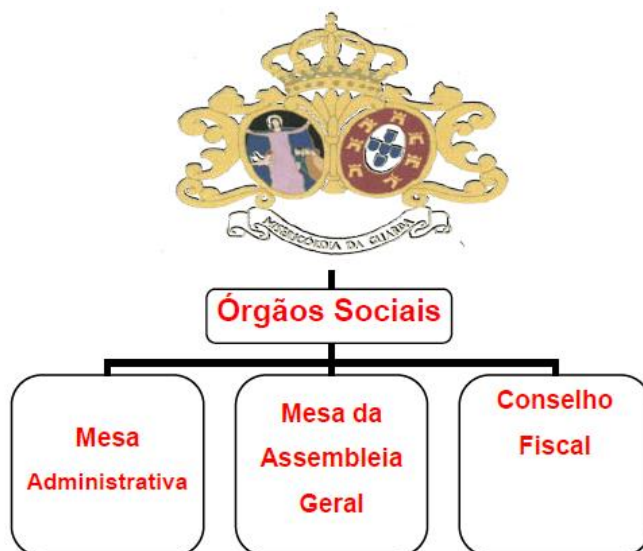 MISERICÓRDIA DA GUARDA
Órgãos Sociais
Mesa
Administrativa
Mesa da
Assembleia
Geral
Conselho
Fiscal